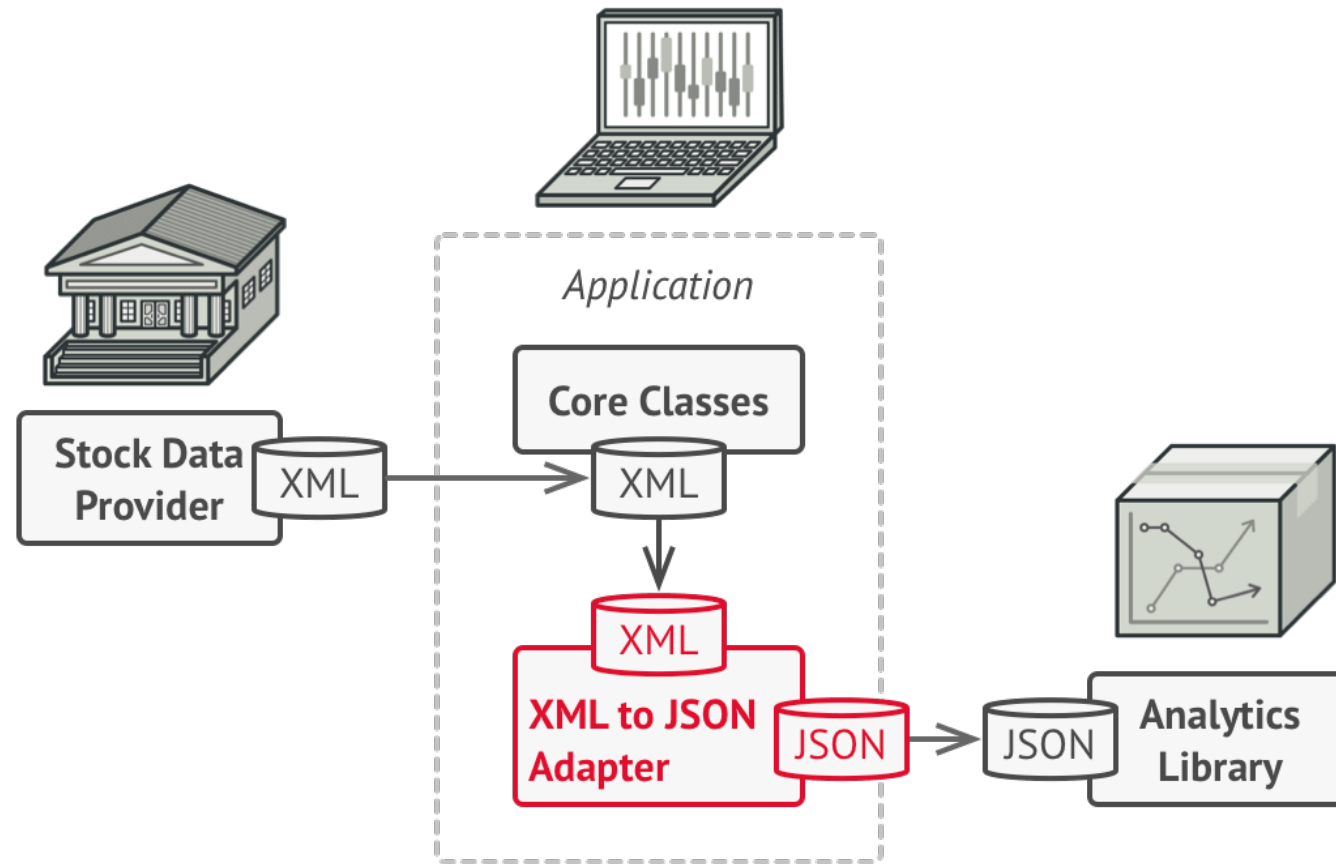 Application
Core Classes
Stock Data
Provider
XML
XML
XML
XML to JSON
Adapter
JSON
JSON
Analytics
Library